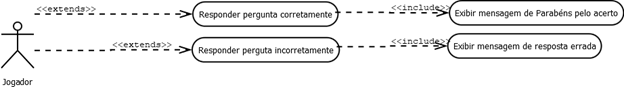 <<extends>>
Responder pergunta corretamente
<<include>>
Exibir mensagem de Parabéns pelo acerto
<<extends>>
Responder perguta incorretamente
<<include>>
Exibir mensagem de resposta errada
Jogador